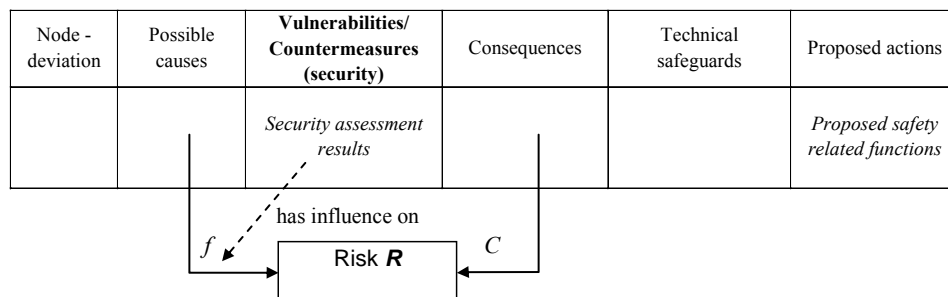 Node -
deviation
Possible
causes
Vulnerabilities/
Countermeasures
(security)
Consequences
Technical
safeguards
Proposed actions
Security assessment
results
Proposed safety
related functions
has influence on
f
Risk R
C